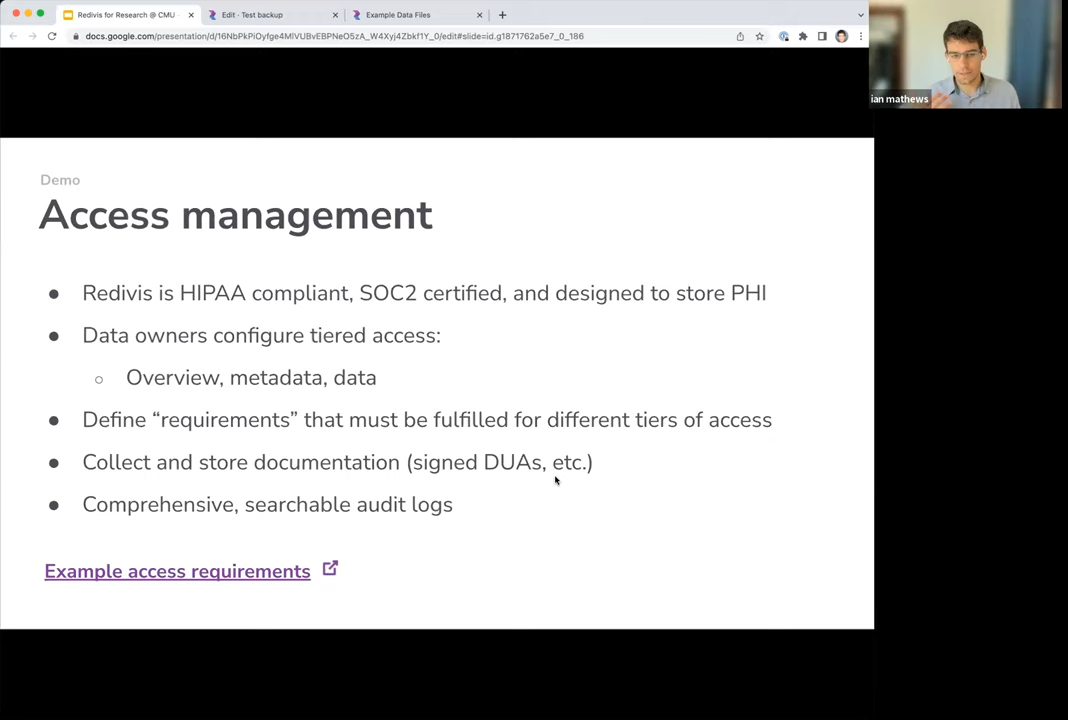 Redivis for Research @ CMU
Edit · Test backup
Example Data Files
docs.google.com/presentation/d/16NbPkPiOyfge4MIVUBvEBPNeO5zA_W4Xyj4Zbkf1Y_0/edit#slide=id.g1871762a5e7_0_186
ian mathews
Demo
Access management
● Redivis is HIPAA compliant, SOC2 certified, and designed to store PHI
● Data owners configure tiered access:
○ Overview, metadata, data
● Define “requirements” that must be fulfilled for different tiers of access
● Collect and store documentation (signed DUAs, etc.)
● Comprehensive, searchable audit logs
Example access requirements